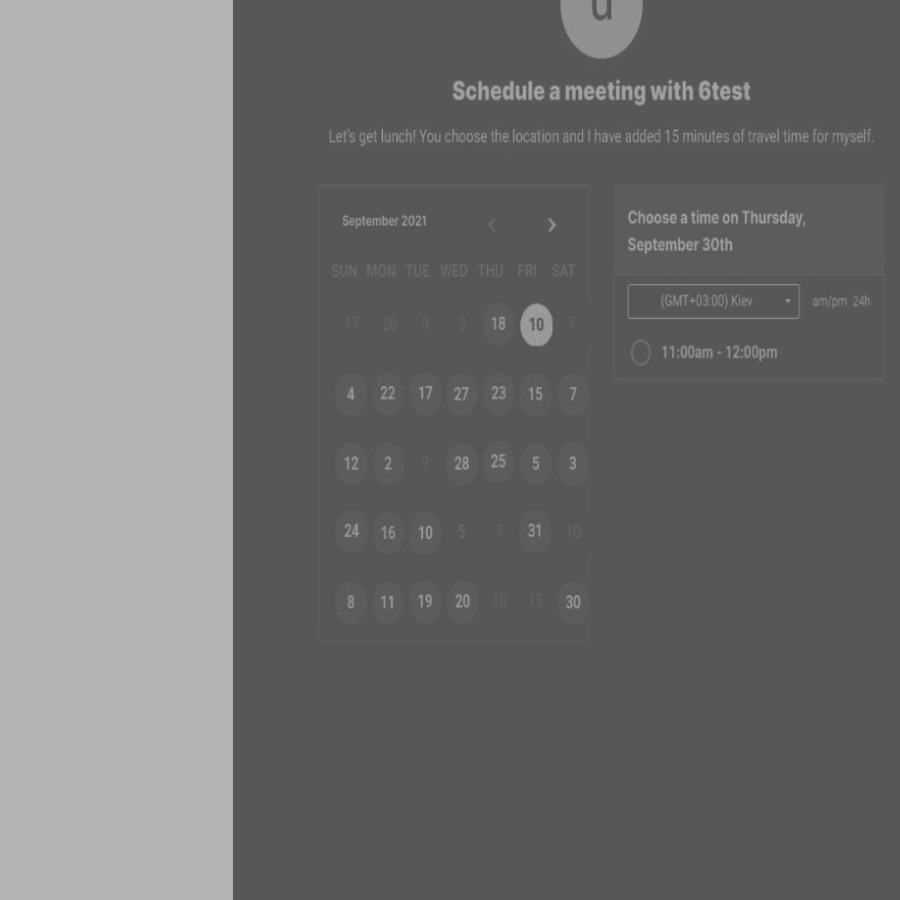 u
Schedule a meeting with 6test
Let's get lunch! You choose the location and I have added 15 minutes of travel time for myself.
September 2021
SUN MON TUE WED THU FRI SAT
17 26 9 3 18 10 7
4 22 17 27 23 15 7
12 2 9 28 25 5 3
24 16 10 5 7 31 10
8 11 19 20 10 15 30
Choose a time on Thursday,
September 30th
(GMT+03:00) Kiev am/pm 24h
11:00am - 12:00pm